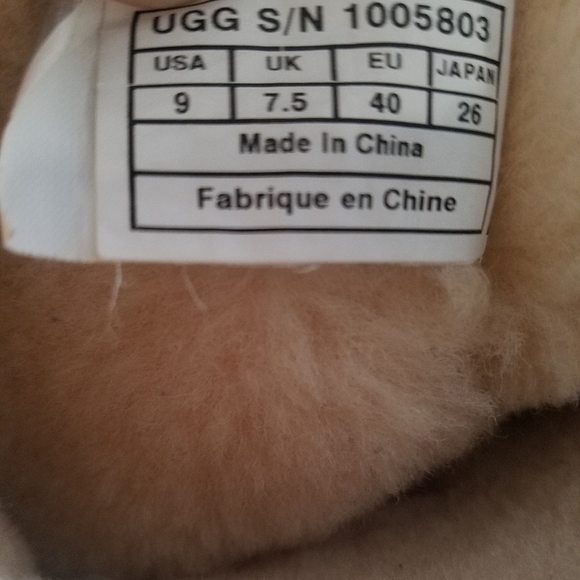 UGG S/N 1005803
USA UK EU JAPAN
9 7.5 40 26
Made In China
Fabrique en Chine